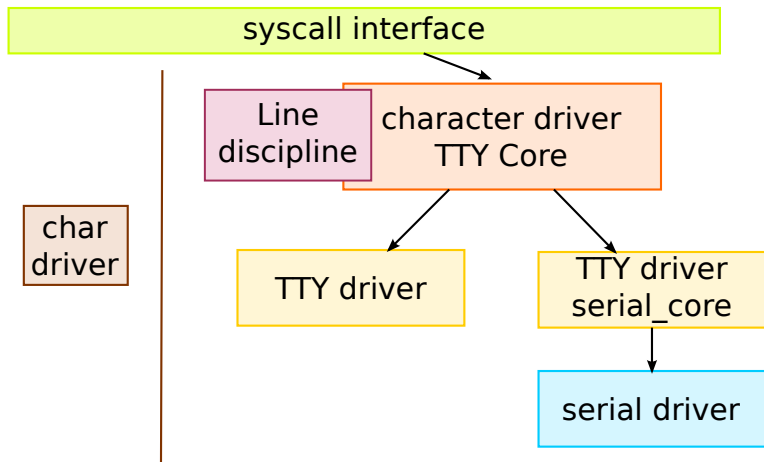 syscall interface
Line
discipline
character driver
TTY Core
char
driver
TTY driver
TTY driver
serial_core
serial driver